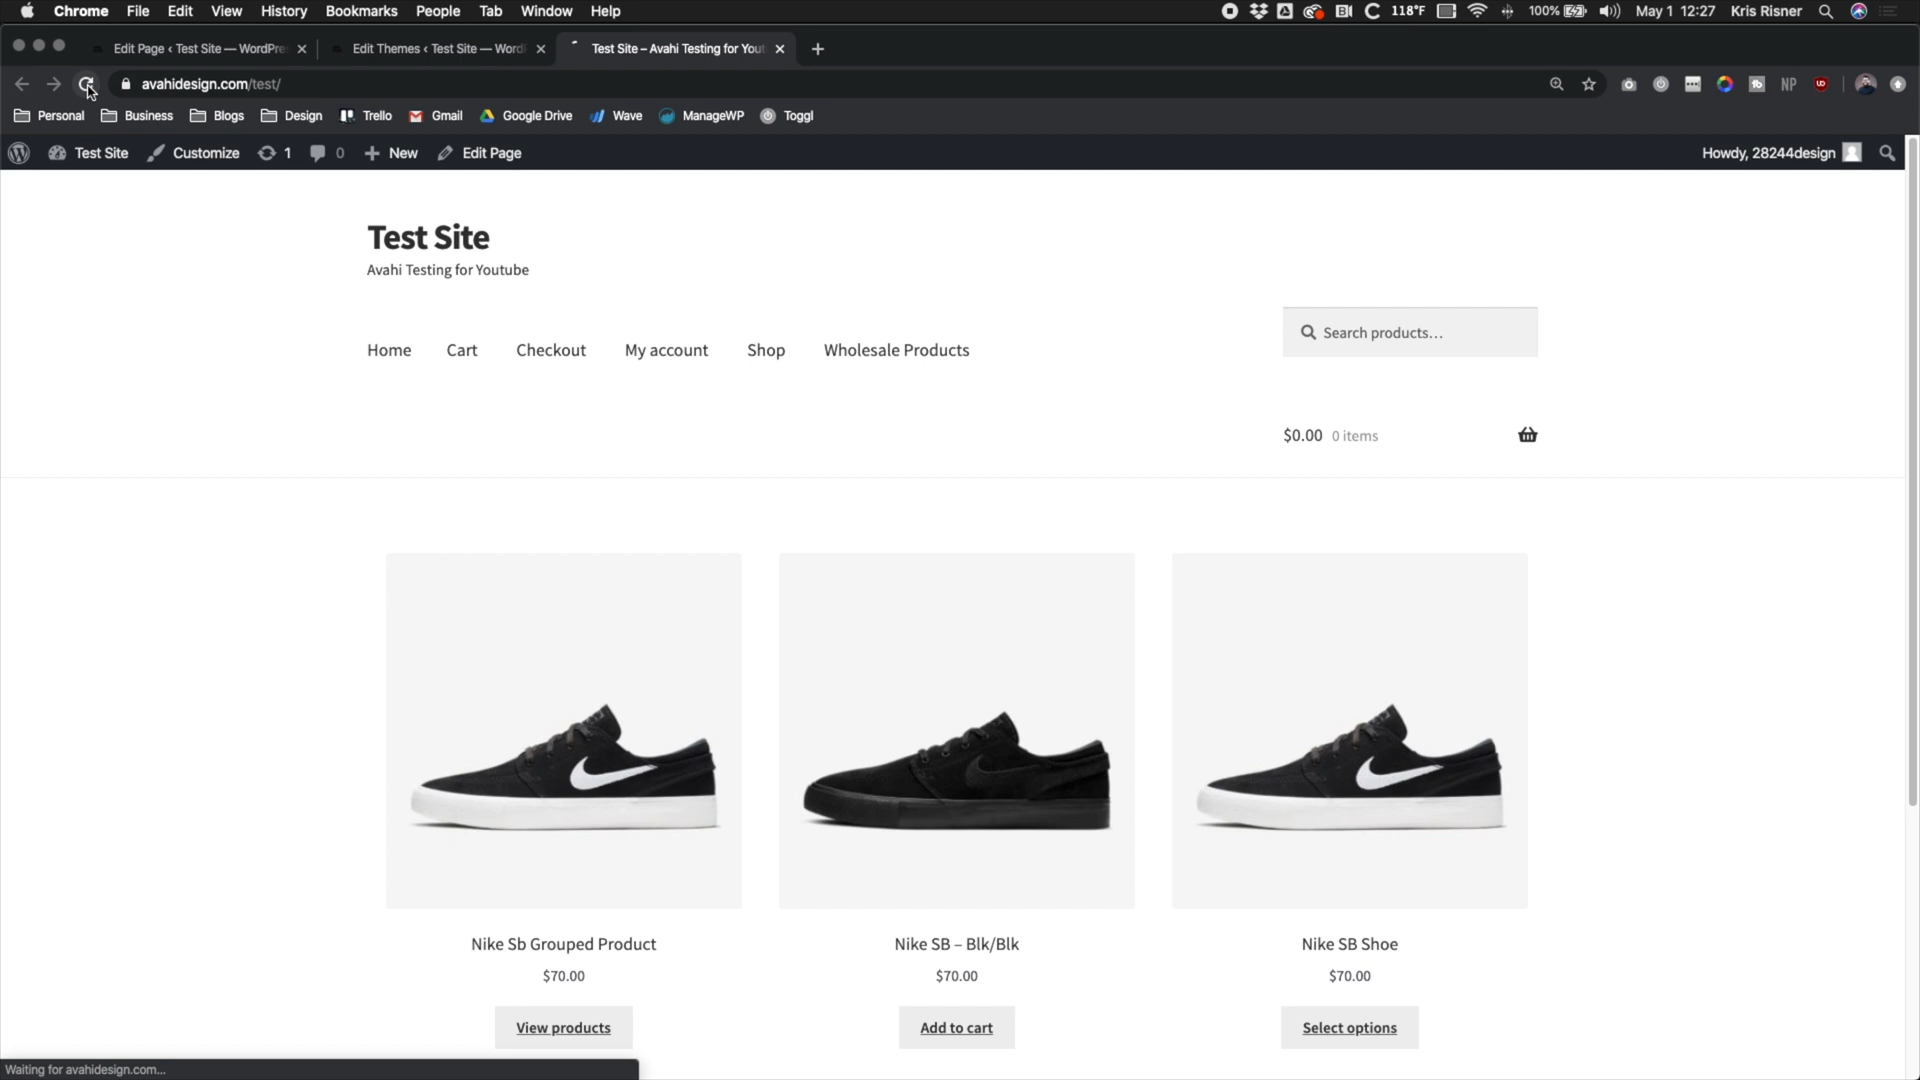 Chrome File Edit View History Bookmarks People Tab Window Help 118°F 100% May 1 12:27 Kris Risner
Edit Page ‹ Test Site — WordPre Edit Themes ‹ Test Site — Word Test Site – Avahi Testing for Yout
avahidesign.com/test/ NP
Personal Business Blogs Design Trello Gmail Google Drive Wave ManageWP Toggl
Test Site Customize 1 0 New Edit Page Howdy, 28244design
Test Site
Avahi Testing for Youtube
Search products…
Home Cart Checkout My account Shop Wholesale Products
$0.00 0 items
Nike Sb Grouped Product Nike SB – Blk/Blk Nike SB Shoe
$70.00 $70.00 $70.00
View products Add to cart Select options
Waiting for avahidesign.com...